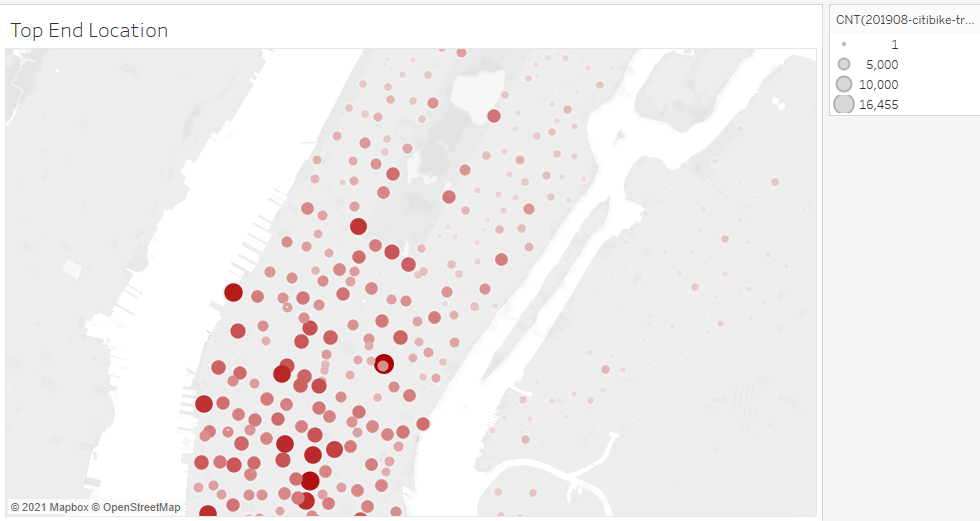 Top End Location
CNT(201908-citibike-tr...
1
5,000
10,000
16,455
© 2021 Mapbox © OpenStreetMap